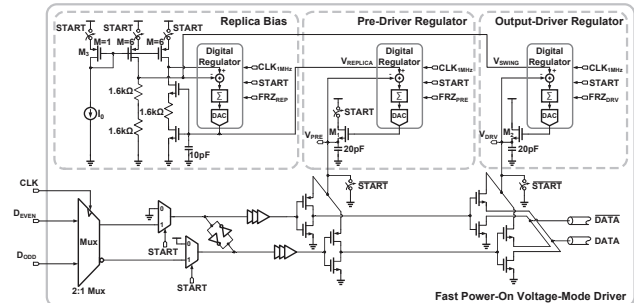 Replica Bias
Pre-Driver Regulator
Output-Driver Regulator
START
START
START
M=1
M=6
M=6
M₃
Digital
Regulator
CLK₁MHz
START
FRZREP
Σ
DAC
1.6kΩ
1.6kΩ
1.6kΩ
I₀
10pF
VREPLICA
Digital
Regulator
CLK₁MHz
START
FRZPRE
Σ
DAC
START
M₁
VPRE
20pF
VSWING
Digital
Regulator
CLK₁MHz
START
FRZDRV
Σ
DAC
M₂
VDRV
20pF
START
START
CLK
DEVEN
DODD
Mux
2:1 Mux
0
1
START
0
1
START
DATA
DATA
Fast Power-On Voltage-Mode Driver